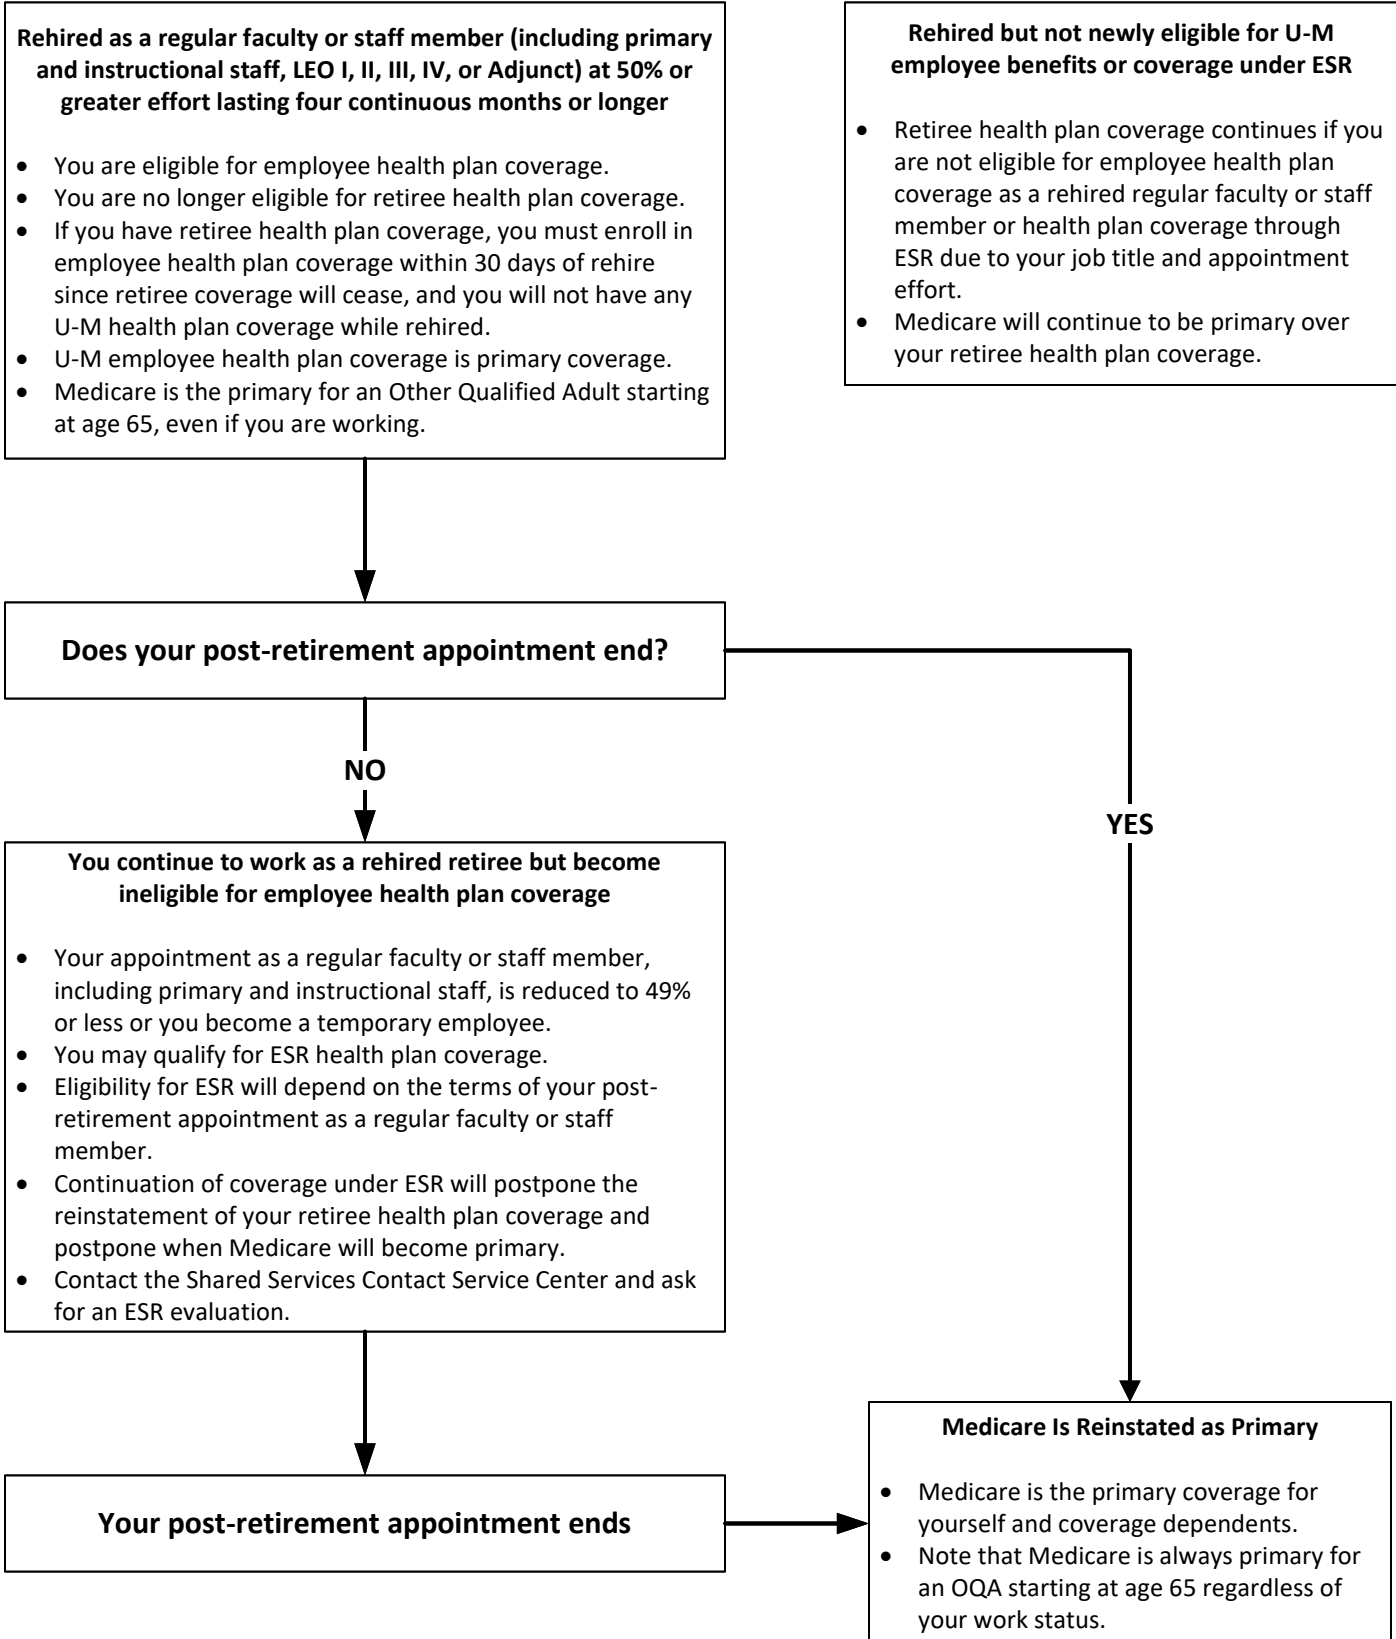 Rehired as a regular faculty or staff member (including primary
and instructional staff, LEO I, II, III, IV, or Adjunct) at 50% or
greater effort lasting four continuous months or longer
• You are eligible for employee health plan coverage.
• You are no longer eligible for retiree health plan coverage.
• If you have retiree health plan coverage, you must enroll in
employee health plan coverage within 30 days of rehire
since retiree coverage will cease, and you will not have any
U-M health plan coverage while rehired.
• U-M employee health plan coverage is primary coverage.
• Medicare is the primary for an Other Qualified Adult starting
at age 65, even if you are working.
Rehired but not newly eligible for U-M
employee benefits or coverage under ESR
• Retiree health plan coverage continues if you
are not eligible for employee health plan
coverage as a rehired regular faculty or staff
member or health plan coverage through
ESR due to your job title and appointment
effort.
• Medicare will continue to be primary over
your retiree health plan coverage.
Does your post-retirement appointment end?
NO
YES
You continue to work as a rehired retiree but become
ineligible for employee health plan coverage
• Your appointment as a regular faculty or staff member,
including primary and instructional staff, is reduced to 49%
or less or you become a temporary employee.
• You may qualify for ESR health plan coverage.
• Eligibility for ESR will depend on the terms of your post-
retirement appointment as a regular faculty or staff
member.
• Continuation of coverage under ESR will postpone the
reinstatement of your retiree health plan coverage and
postpone when Medicare will become primary.
• Contact the Shared Services Contact Service Center and ask
for an ESR evaluation.
Your post-retirement appointment ends
Medicare Is Reinstated as Primary
• Medicare is the primary coverage for
yourself and coverage dependents.
• Note that Medicare is always primary for
an OQA starting at age 65 regardless of
your work status.